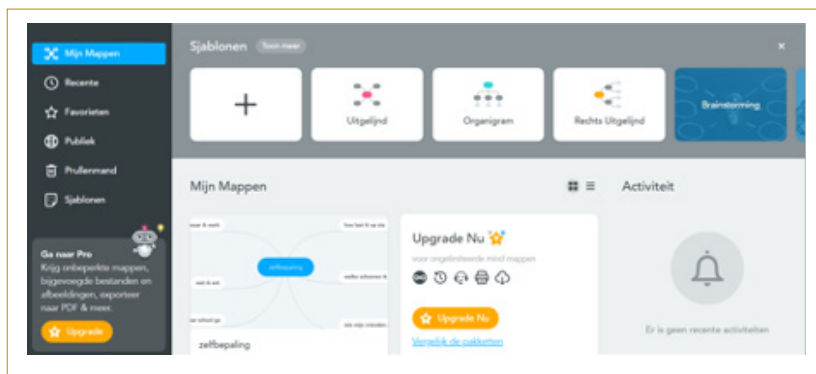 Mijn Mappen
Recente
Favorieten
Publiek
Prullenmand
Sjablonen
Ga naar Pro
Krijg onbeperkte mappen,
bijgevoegde bestanden en
afbeeldingen, exporteer
naar PDF & meer.
Upgrade
Sjablonen Toon meer
Uitgelijnd
Organigram
Rechts Uitgelijnd
Brainstorming
Mijn Mappen
Activiteit
zelfbepaling
zelfbepaling
Upgrade Nu
voor ongelimiteerde mind mappen
Upgrade Nu
Vergelijk de pakketten
Er is geen recente activiteiten